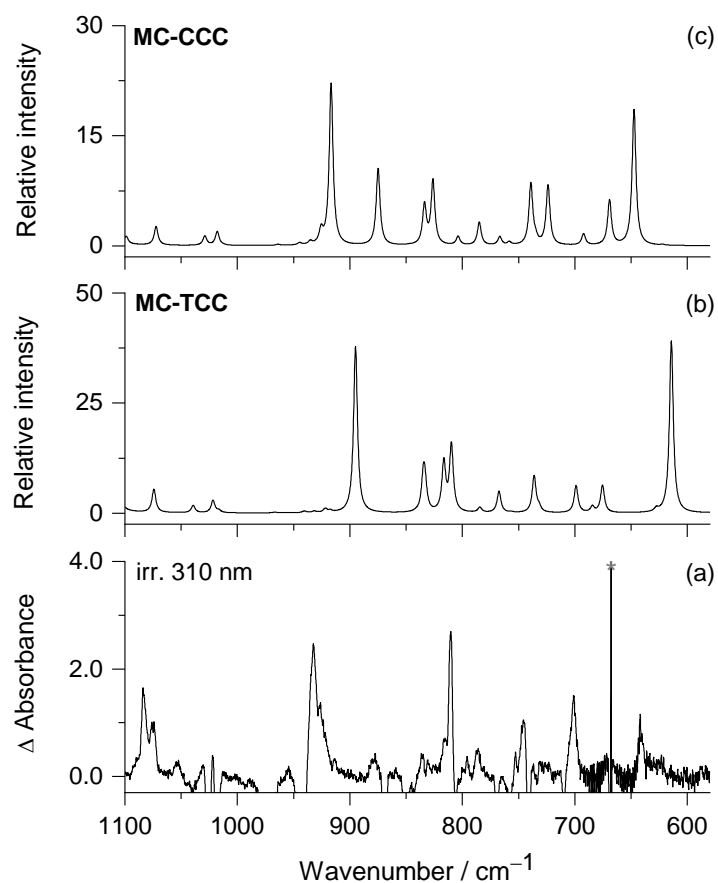 MC-CCC (c)
30
15
0
Relative intensity
MC-TCC (b)
50
25
0
Relative intensity
irr. 310 nm (a)
*
4.0
2.0
0.0
Δ Absorbance
1100 1000 900 800 700 600
Wavenumber / cm⁻¹